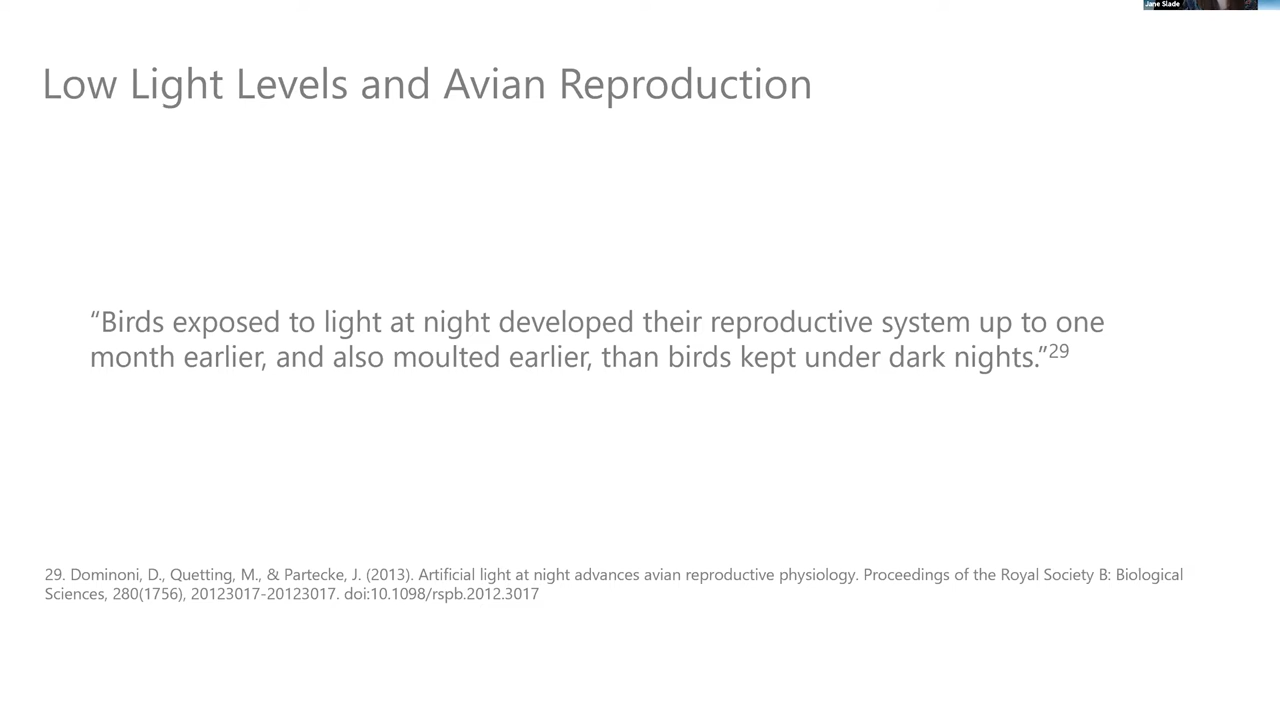 Jane Slade
Low Light Levels and Avian Reproduction
“Birds exposed to light at night developed their reproductive system up to one
month earlier, and also moulted earlier, than birds kept under dark nights.”29
29. Dominoni, D., Quetting, M., & Partecke, J. (2013). Artificial light at night advances avian reproductive physiology. Proceedings of the Royal Society B: Biological
Sciences, 280(1756), 20123017-20123017. doi:10.1098/rspb.2012.3017